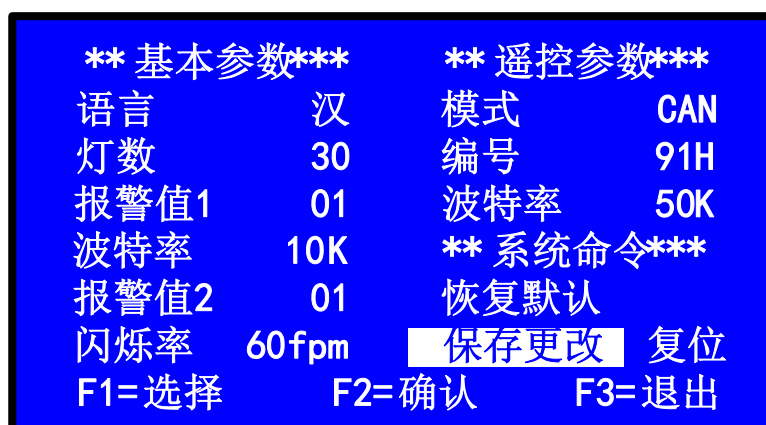 ** 基本参数*** ** 遥控参数***
语言 汉 模式 CAN
灯数 30 编号 91H
报警值1 01 波特率 50K
波特率 10K ** 系统命令***
报警值2 01 恢复默认
闪烁率 60fpm 保存更改 复位
F1=选择 F2=确认 F3=退出